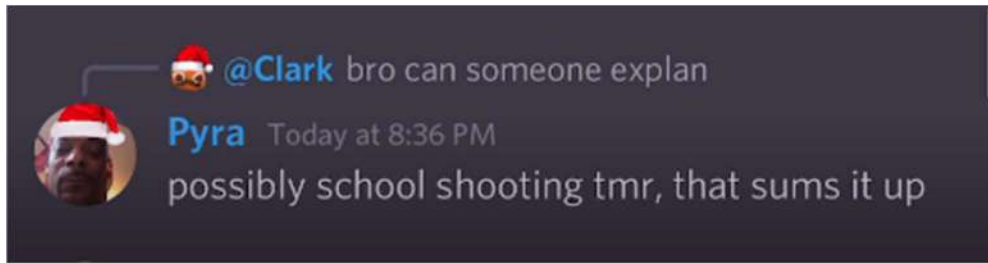 @Clark bro can someone explan
Pyra Today at 8:36 PM
possibly school shooting tmr, that sums it up